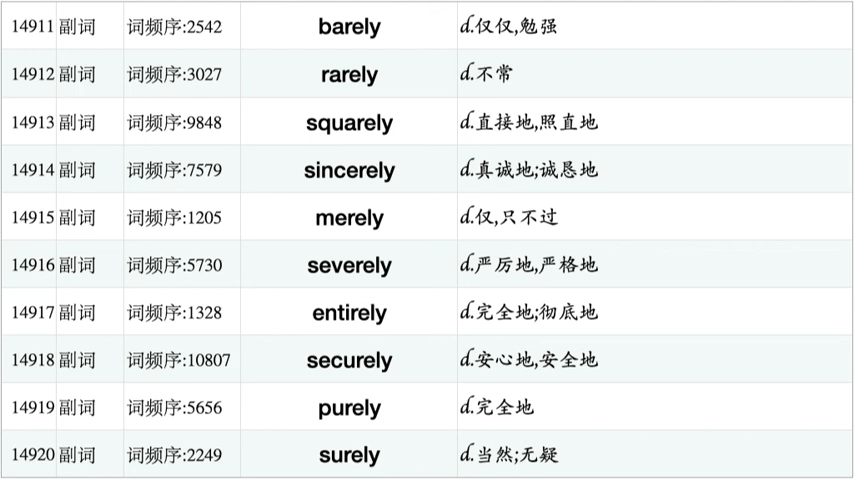 14911 副词 词频序:2542 barely d.仅仅,勉强
14912 副词 词频序:3027 rarely d.不常
14913 副词 词频序:9848 squarely d.直接地,照直地
14914 副词 词频序:7579 sincerely d.真诚地;诚恳地
14915 副词 词频序:1205 merely d.仅,只不过
14916 副词 词频序:5730 severely d.严厉地,严格地
14917 副词 词频序:1328 entirely d.完全地;彻底地
14918 副词 词频序:10807 securely d.安心地,安全地
14919 副词 词频序:5656 purely d.完全地
14920 副词 词频序:2249 surely d.当然;无疑